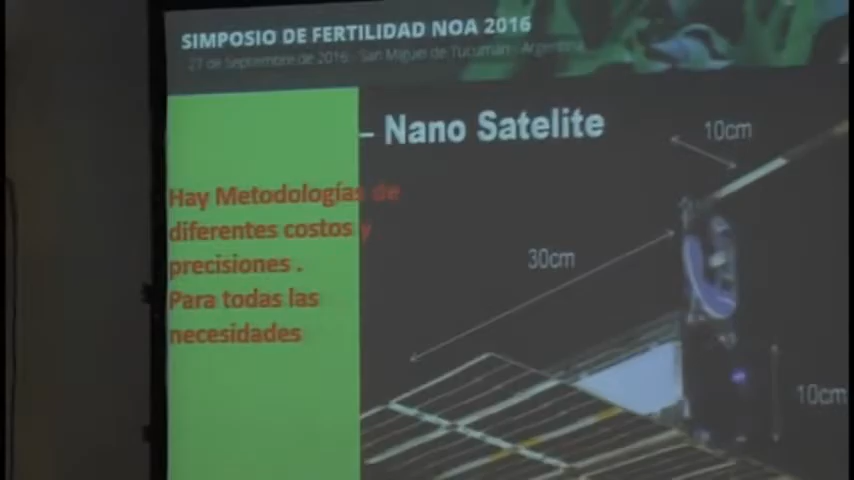 SIMPOSIO DE FERTILIDAD NOA 2016
27 de Septiembre de 2016 - San Miguel de Tucumán - Argentina
– Nano Satelite
10cm
Hay Metodologías de
diferentes costos y
precisiones .
Para todas las
necesidades
30cm
10cm